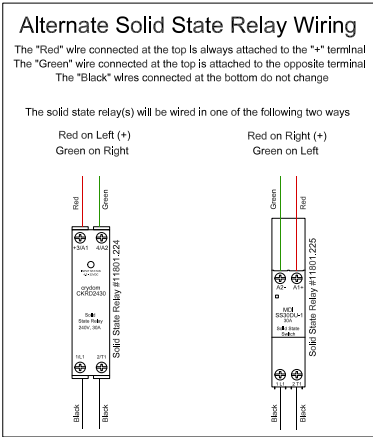 Alternate Solid State Relay Wiring
The "Red" wire connected at the top is always attached to the "+" terminal
The "Green" wire connected at the top is attached to the opposite terminal
The "Black" wires connected at the bottom do not change
The solid state relay(s) will be wired in one of the following two ways
Red on Left (+)
Green on Right
Red
Green
+3/A1 4/A2
crydom
CKRD2430
Solid
State Relay
240V, 30A
1/L1 2/T1
Black
Black
Solid State Relay #11801.224
Red on Right (+)
Green on Left
Green
Red
A2- A1+
MDI
SS30DU-1
30A
Solid State
Switch
1 L1 2 T1
Black
Black
Solid State Relay #11801.225